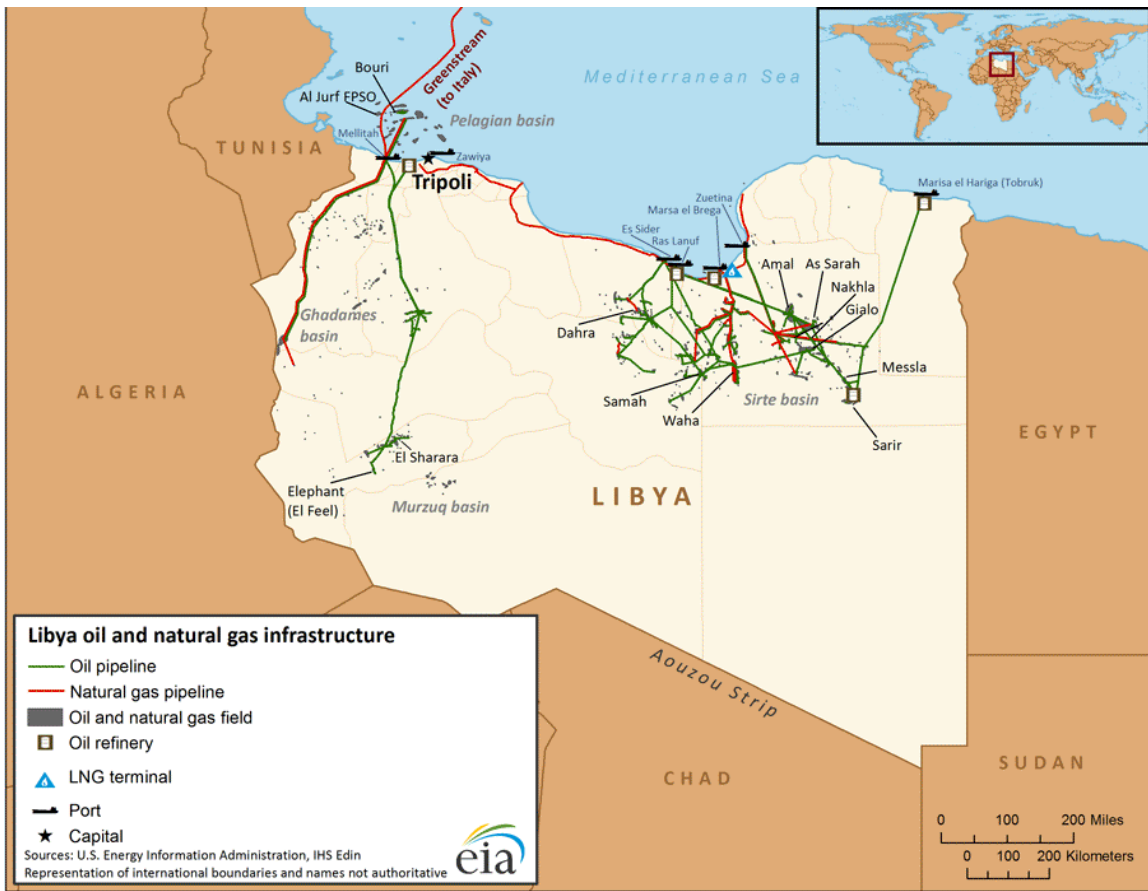 Bouri
Al Jurf FPSO
Greenstream
(to Italy)
Mediterranean Sea
Pelagian basin
Mellitah
TUNISIA
Zawiya
Tripoli
Marisa el Hariga (Tobruk)
Zuetina
Marsa el Brega
Es Sider
Ras Lanuf
Amal
As Sarah
Nakhla
Gialo
Ghadames
basin
Dahra
Messla
ALGERIA
Samah
Waha
Sirte basin
Sarir
EGYPT
El Sharara
Elephant
(El Feel)
Murzuq basin
LIBYA
Aouzou Strip
CHAD
SUDAN
Libya oil and natural gas infrastructure
Oil pipeline
Natural gas pipeline
Oil and natural gas field
Oil refinery
LNG terminal
Port
Capital
Sources: U.S. Energy Information Administration, IHS Edin
Representation of international boundaries and names not authoritative
eia
0 100 200 Miles
0 100 200 Kilometers